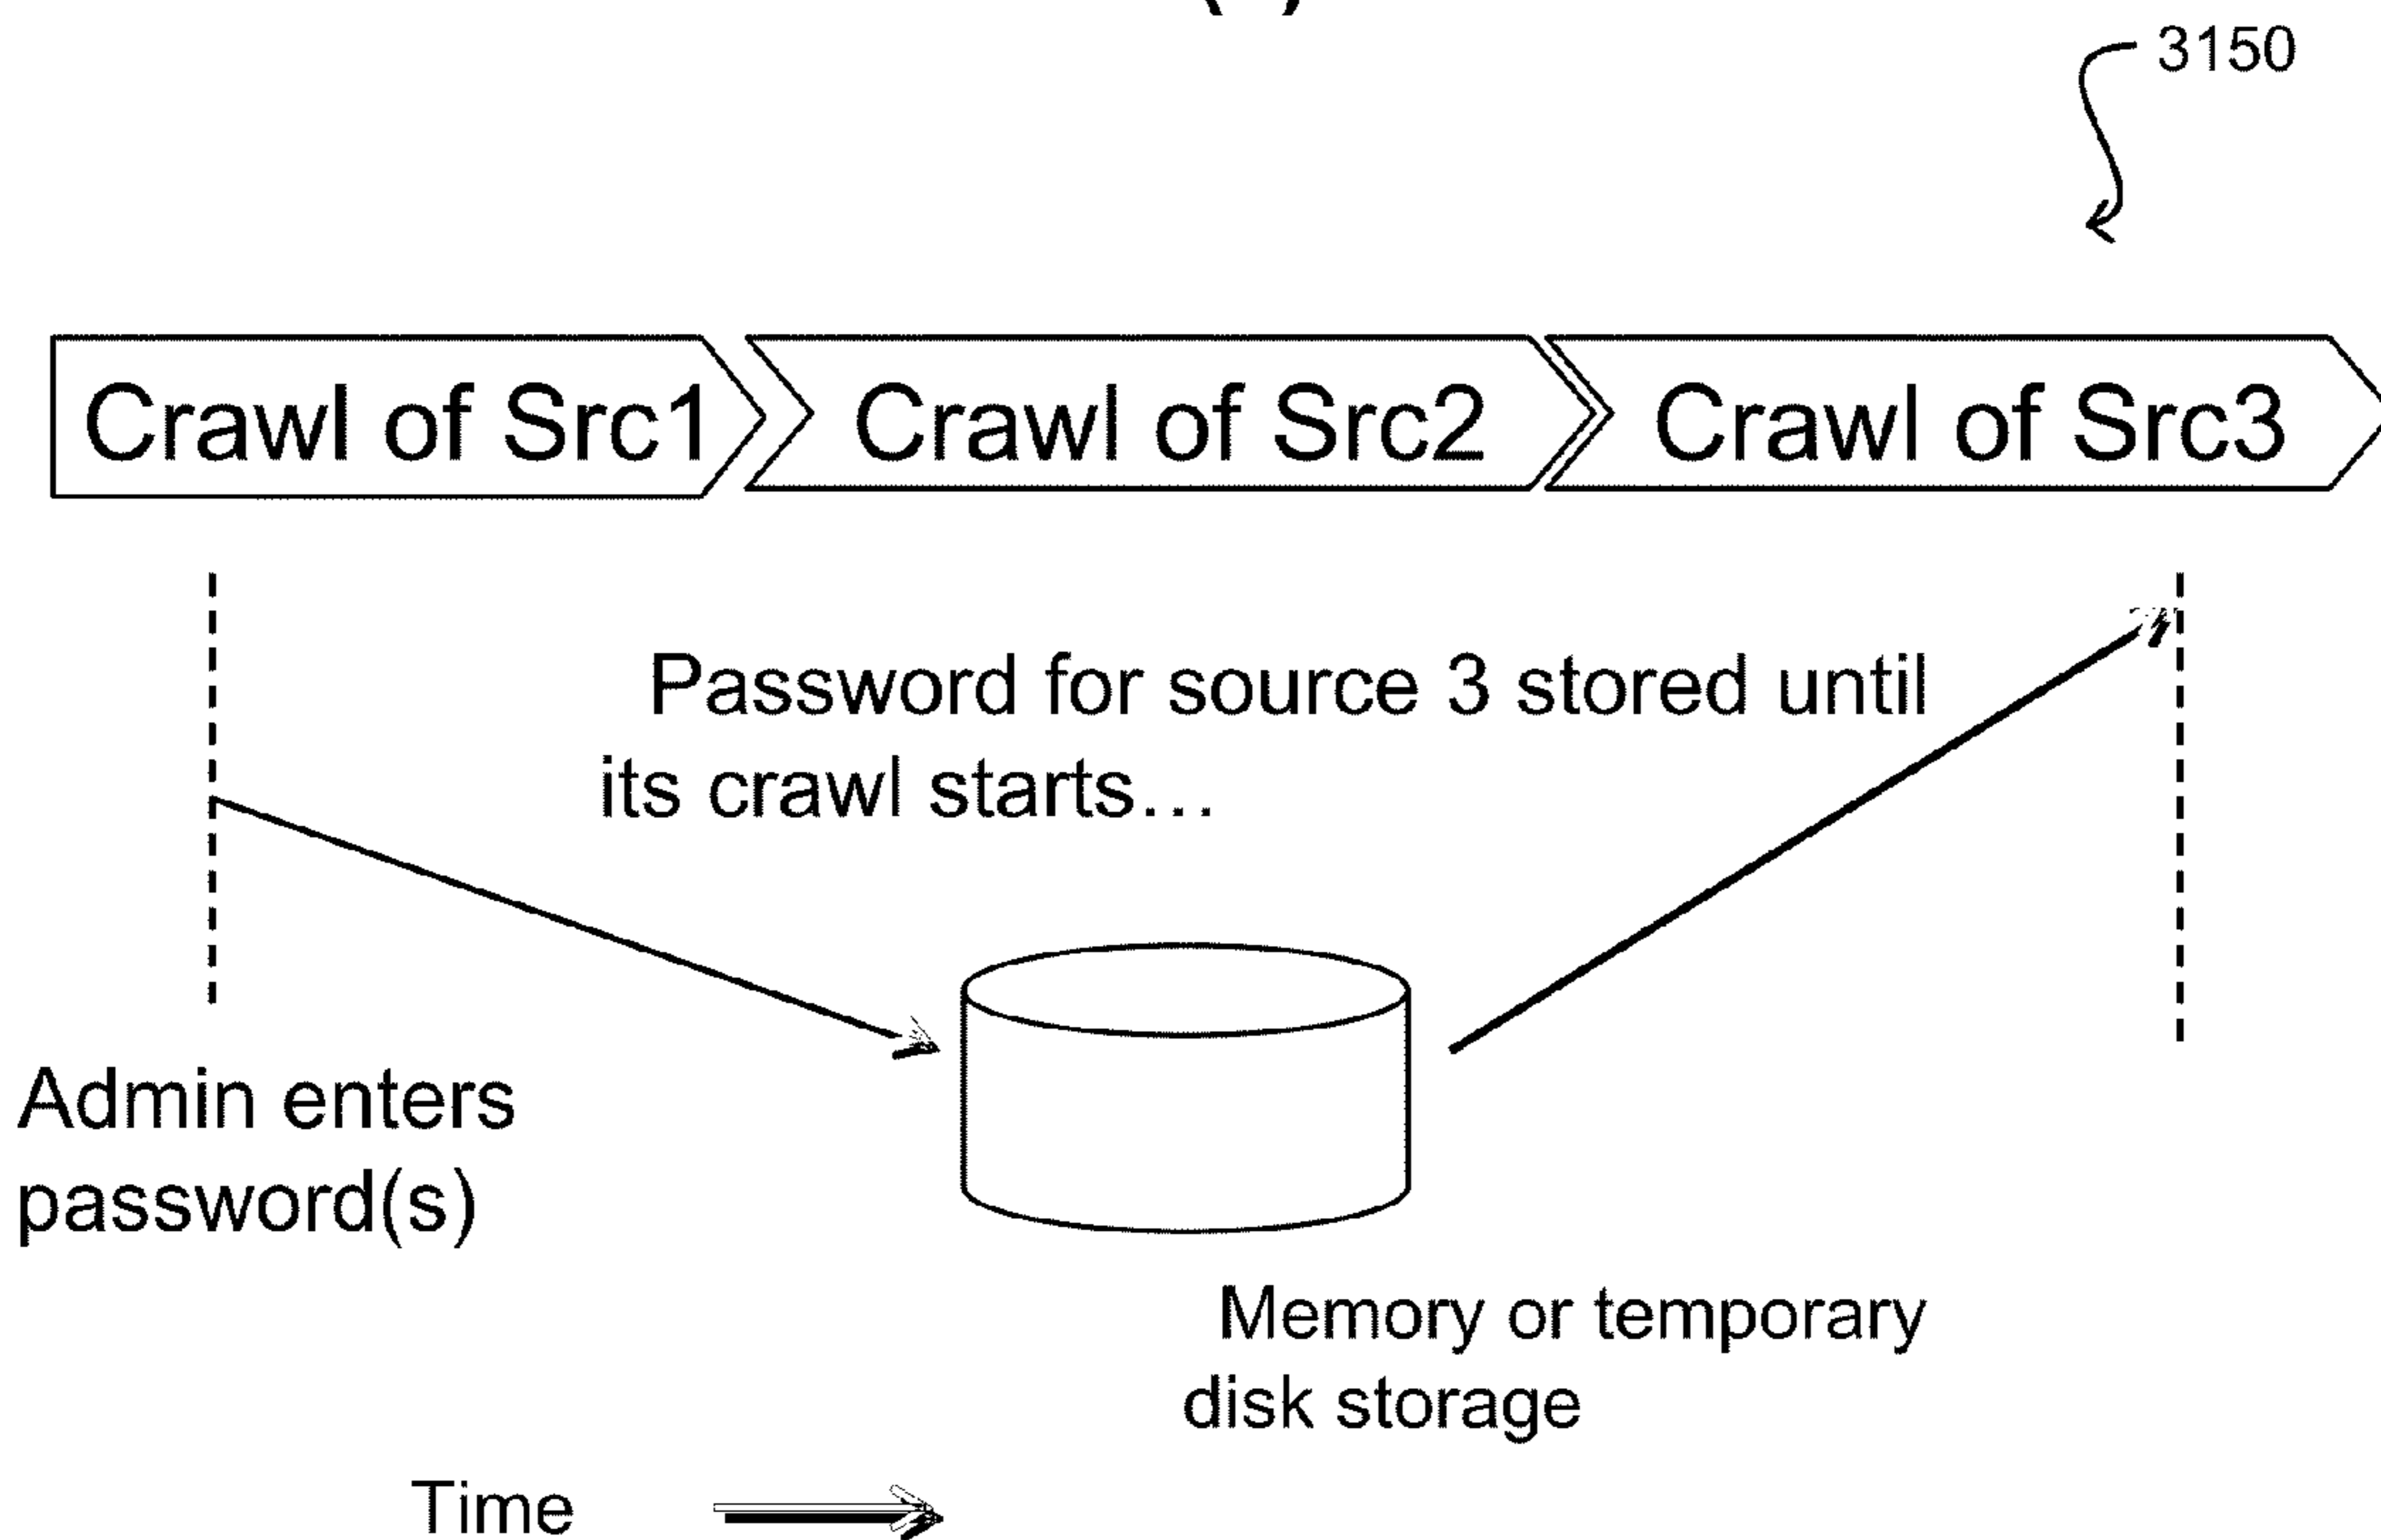 3150
Crawl of Src1
Crawl of Src2
Crawl of Src3
Password for source 3 stored until
its crawl starts...
Admin enters
password(s)
Memory or temporary
disk storage
Time